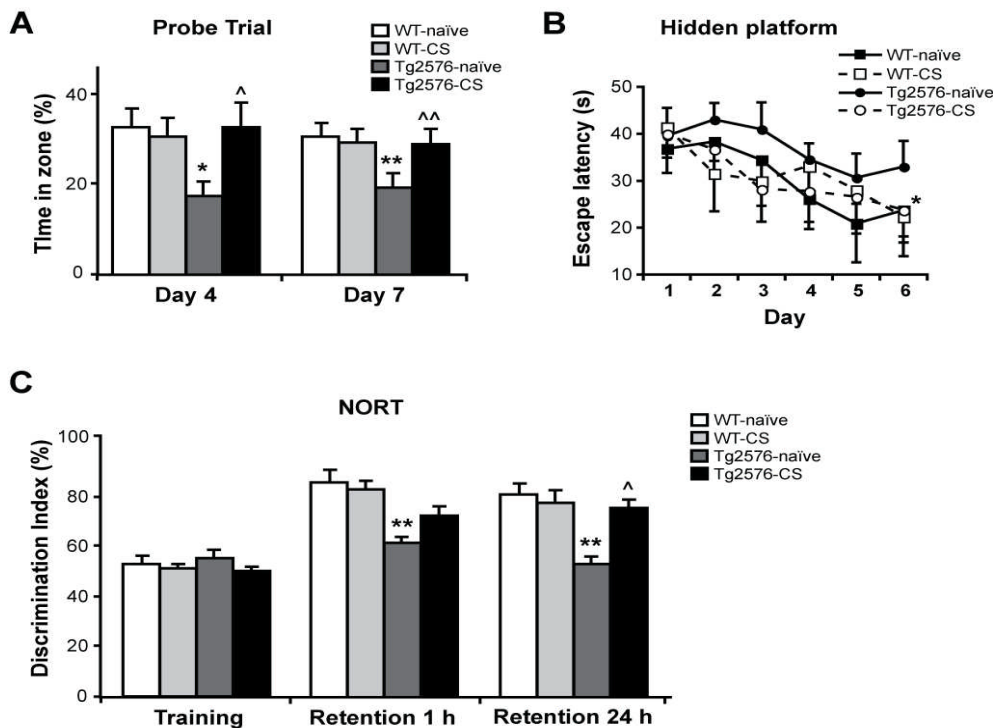 A
Probe Trial
WT-naïve
WT-CS
Tg2576-naïve
Tg2576-CS
Time in zone (%)
40
20
0
*
^
**
^^
Day 4
Day 7
B
Hidden platform
WT-naïve
WT-CS
Tg2576-naïve
Tg2576-CS
Escape latency (s)
50
40
30
20
10
*
1 2 3 4 5 6
Day
C
NORT
WT-naïve
WT-CS
Tg2576-naïve
Tg2576-CS
Discrimination Index (%)
100
80
60
40
20
0
**
**
^
Training
Retention 1 h
Retention 24 h